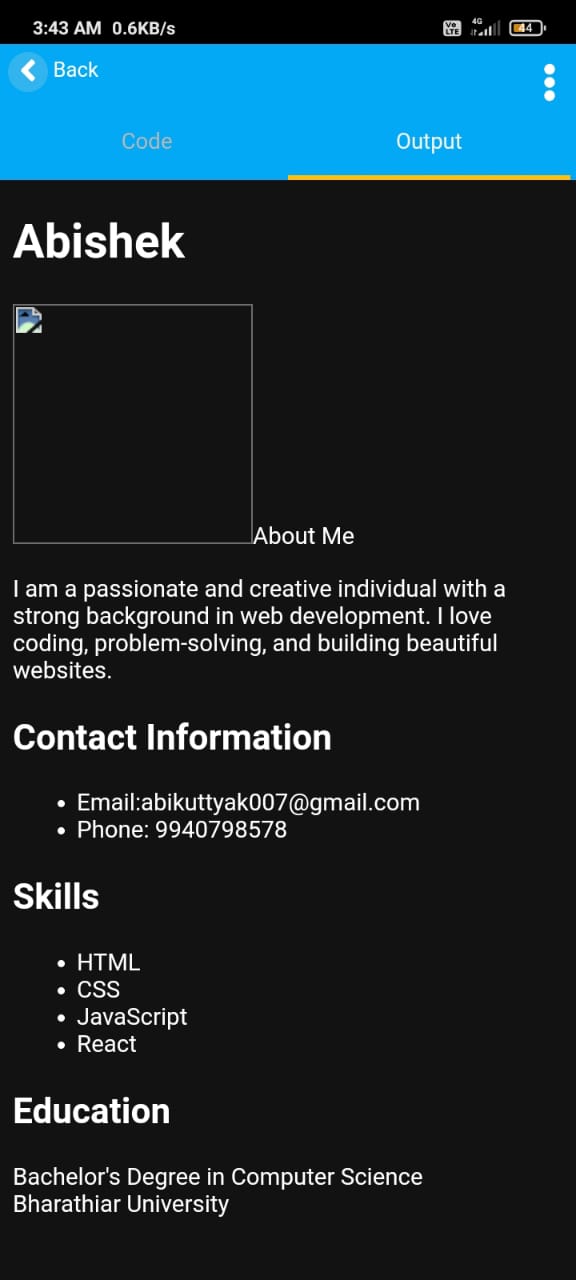 3:43 AM 0.6KB/s Vo LTE 4G 44
Back
Code Output
Abishek
About Me
I am a passionate and creative individual with a
strong background in web development. I love
coding, problem-solving, and building beautiful
websites.
Contact Information
• Email:abikuttyak007@gmail.com
• Phone: 9940798578
Skills
• HTML
• CSS
• JavaScript
• React
Education
Bachelor's Degree in Computer Science
Bharathiar University